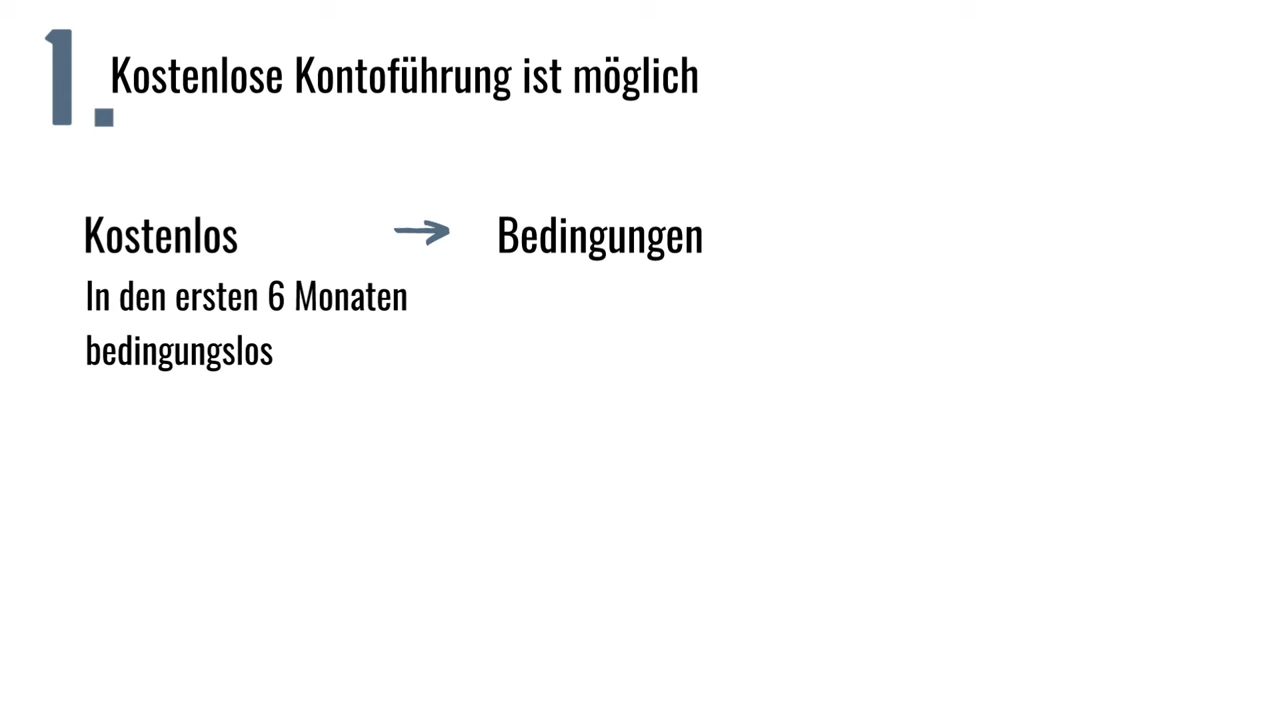 1. Kostenlose Kontoführung ist möglich
Kostenlos → Bedingungen
In den ersten 6 Monaten
bedingungslos